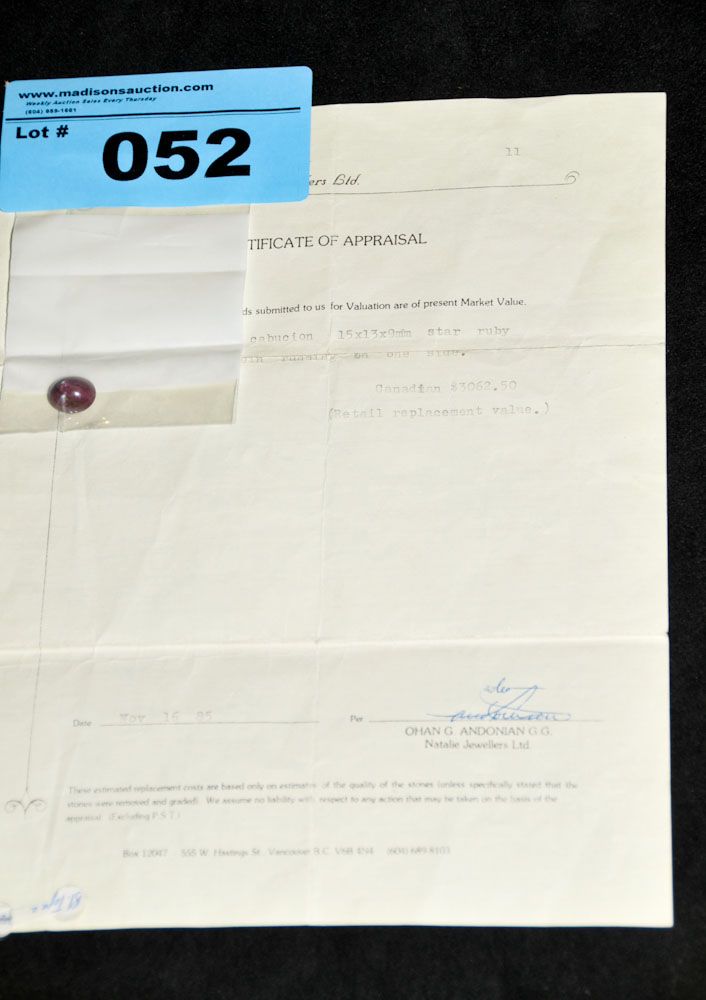 www.madisonsauction.com
Weekly Auction Sales Every Thursday
Lot #
052
11
ers Ltd.
TIFICATE OF APPRAISAL
ds submitted to us for Valuation are of present Market Value.
cabucion 15x13x9mm star ruby
on one side.
Canadian $3062.50
(Retail replacement value.)
Date Nov 16 85
Per
OHAN G. ANDONIAN G.G.
Natalie Jewellers Ltd.
These estimated replacement costs are based only on estimates of the quality of the stones (unless specifically stated that the
stones were removed and graded). We assume no liability with respect to any action that may be taken on the basis of the
appraisal. (Excluding P.S.T.)
Box 12047 555 W. Hastings St. Vancouver B.C. V6B 4N4 (604) 689-8103